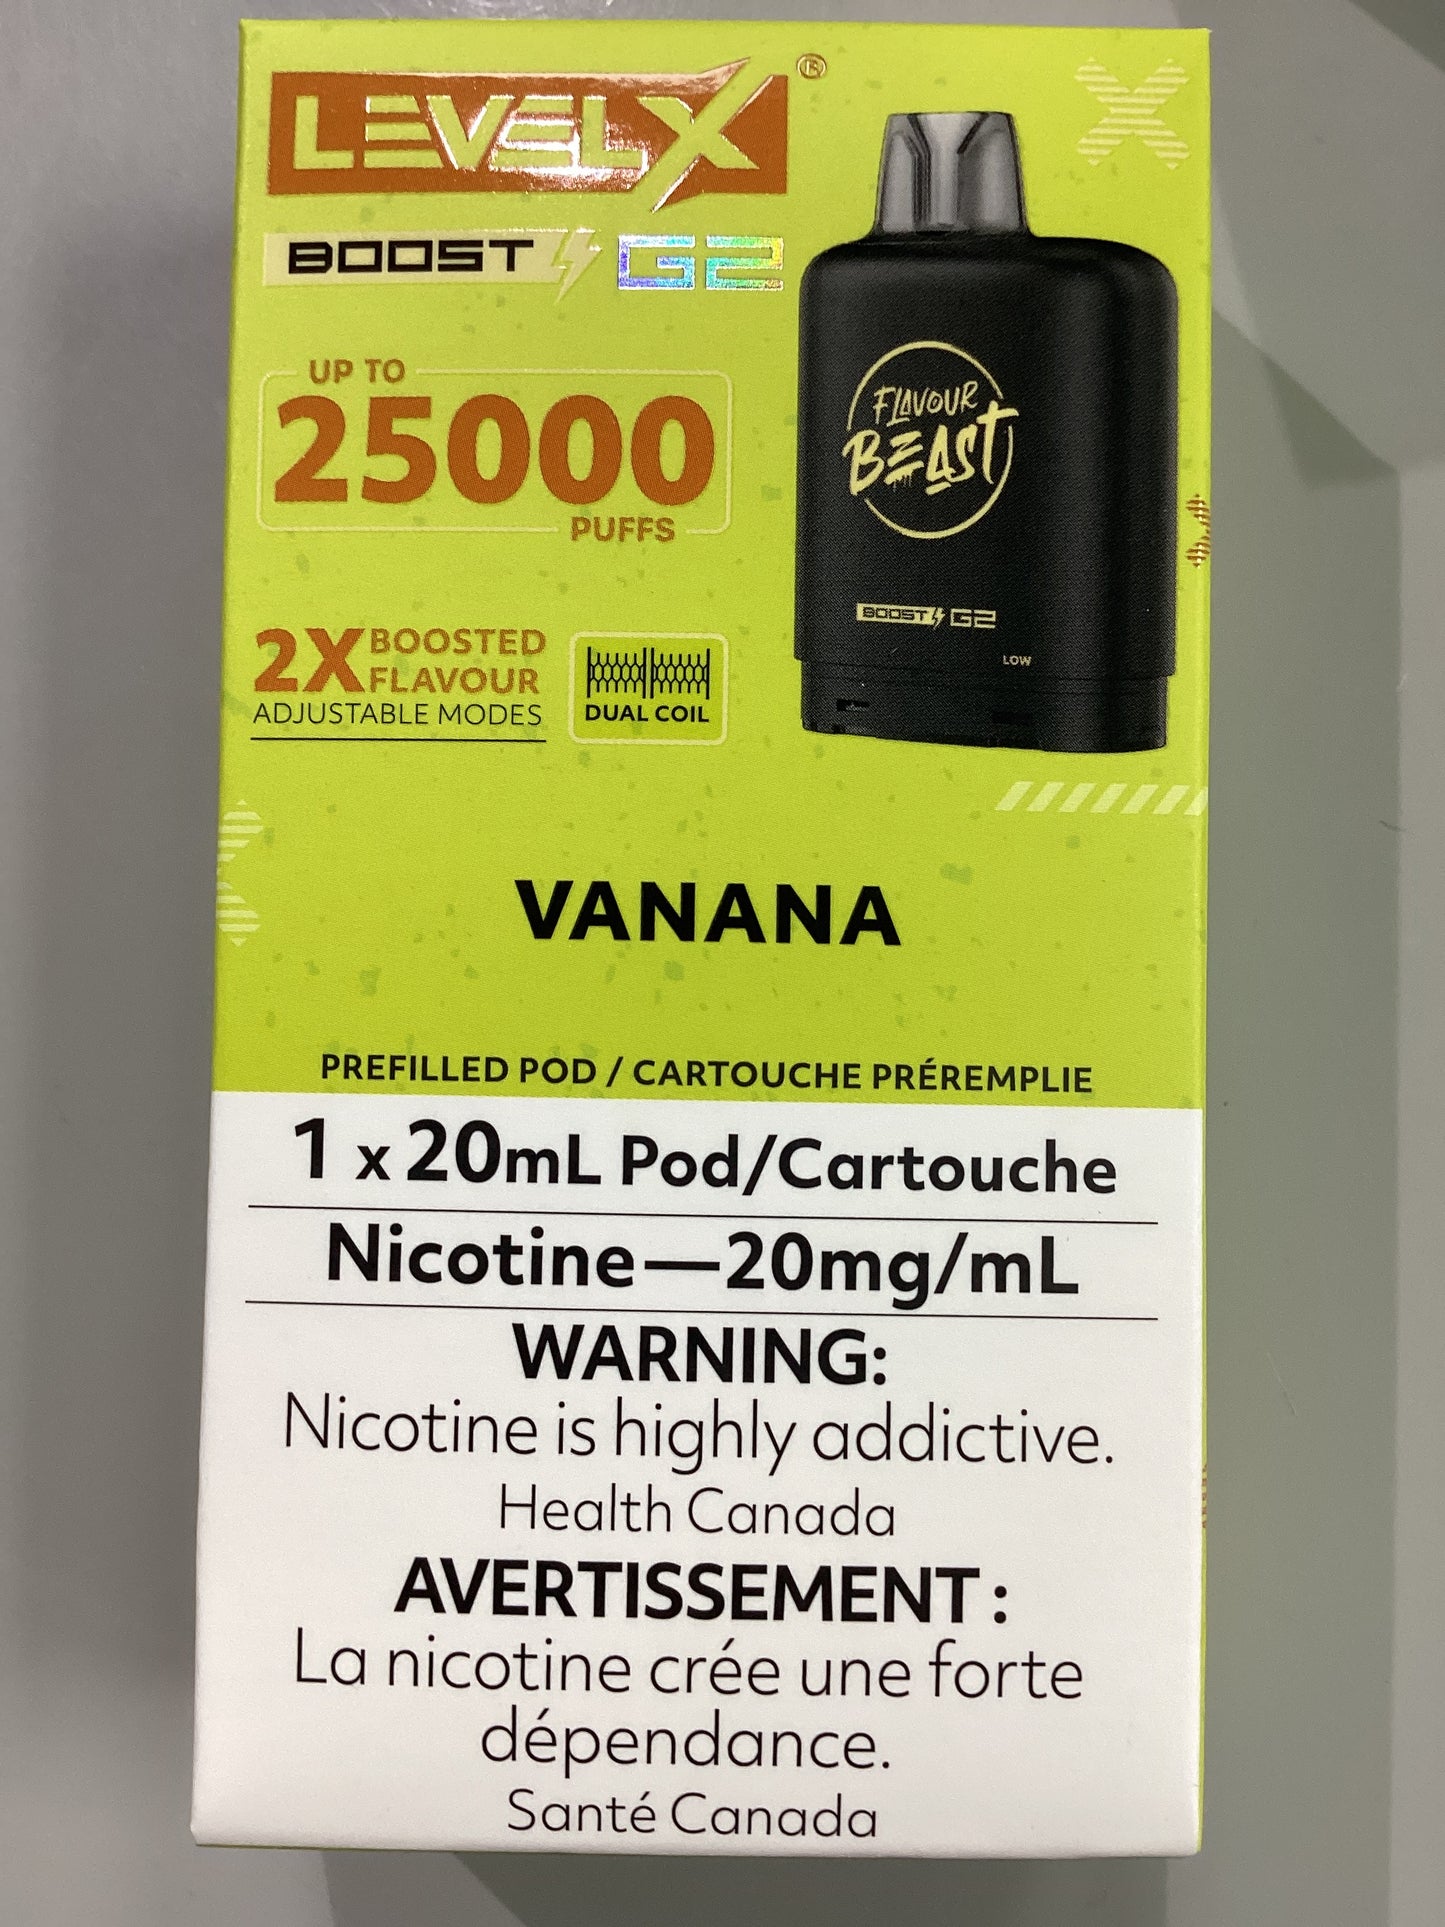 LEVELX®
BOOST G2
UP TO
25000
PUFFS
2X BOOSTED
FLAVOUR
ADJUSTABLE MODES
DUAL COIL
FLAVOUR
BEAST
BOOST G2
LOW
VANANA
PREFILLED POD / CARTOUCHE PRÉREMPLIE
1 x 20mL Pod/Cartouche
Nicotine—20mg/mL
WARNING:
Nicotine is highly addictive.
Health Canada
AVERTISSEMENT :
La nicotine crée une forte
dépendance.
Santé Canada